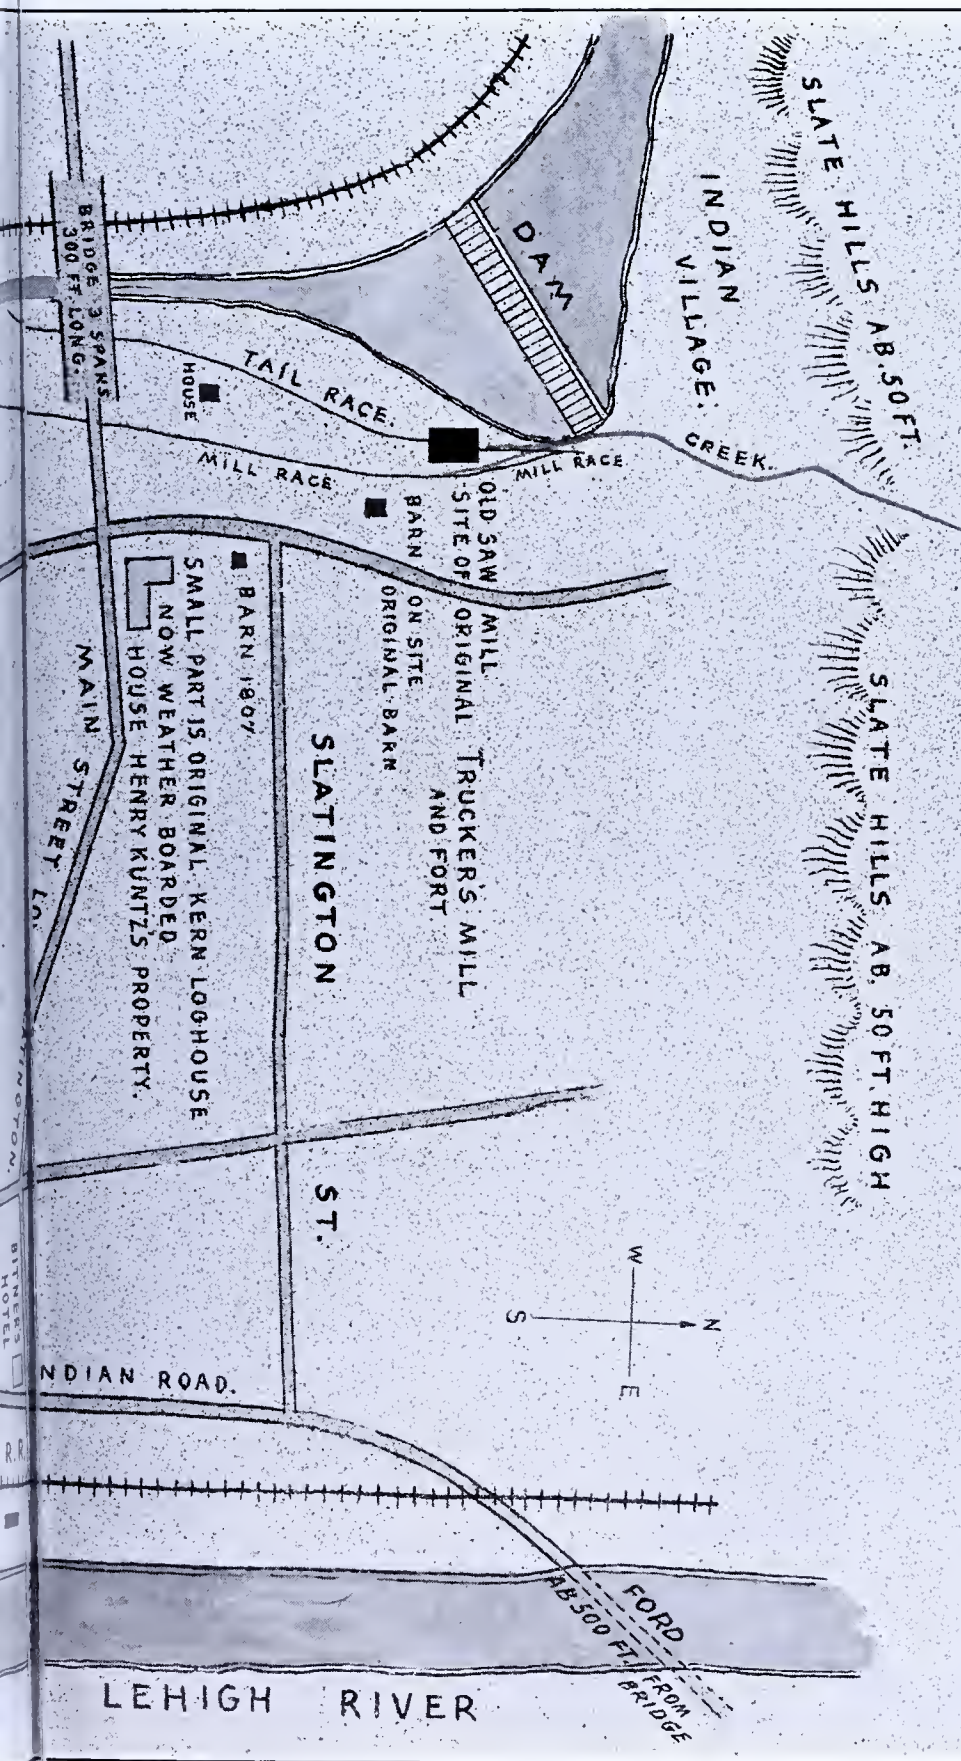 SLATE HILLS AB. 50 FT.
SLATE HILLS AB. 50 FT. HIGH
INDIAN
VILLAGE.
CREEK.
DAM
MILL RACE
TAIL RACE.
MILL RACE
HOUSE
BRIDGE 3 SPANS
300 FT. LONG.
OLD SAW MILL
SITE OF ORIGINAL TRUCKER'S MILL
AND FORT
BARN ON SITE
ORIGINAL BARM
BARN 1807
SMALL PART IS ORIGINAL KERN LOGHOUSE
NOW WEATHER BOARDED
HOUSE HENRY KUNTZ'S PROPERTY.
MAIN STREET
SLATINGTON ST.
N
W
E
S
NDIAN ROAD.
BITNERS
HOTEL
R.R.
FORD
AB 500 FT. FROM
BRIDGE
LEHIGH RIVER